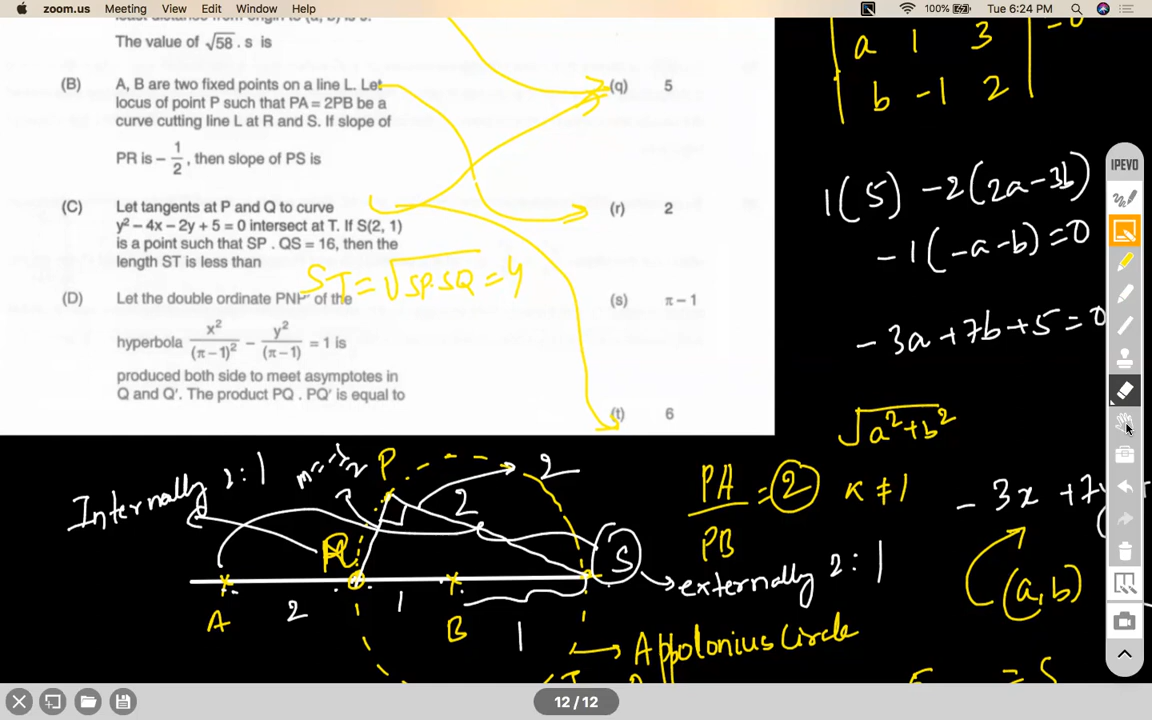 zoom.us Meeting View Edit Window Help
100% Tue 6:24 PM
The value of √58 . s is
(B) A, B are two fixed points on a line L. Let
locus of point P such that PA = 2PB be a
curve cutting line L at R and S. If slope of
PR is – 1/2, then slope of PS is
(q) 5
(C) Let tangents at P and Q to curve
y² – 4x – 2y + 5 = 0 intersect at T. If S(2, 1)
is a point such that SP . QS = 16, then the
length ST is less than
(r) 2
ST = √SP.SQ = 4
(D) Let the double ordinate PNP' of the
hyperbola x²/(π–1)² – y²/(π–1) = 1 is
produced both side to meet asymptotes in
Q and Q'. The product PQ . PQ' is equal to
(s) π – 1
(t) 6
a 1 3
b -1 2
1(5) -2(2a-3b)
-1(-a-b)=0
-3a+7b+5=0
√a²+b²
Internally 2:1
P
2
2
R
S
A
2
1
B
1
PA/PB = 2 K ≠ 1
externally 2:1
Appolonius Circle
-3x +7
(a,b)
IPEVO
12 / 12